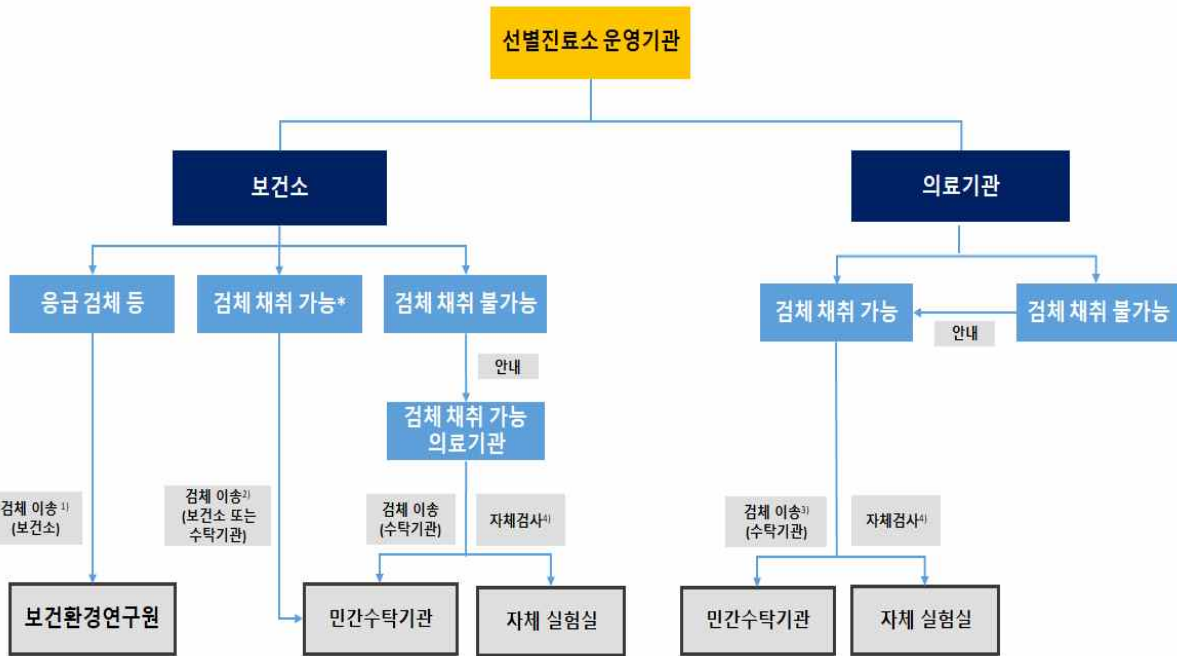 선별진료소 운영기관
보건소
의료기관
응급 검체 등
검체 채취 가능*
검체 채취 불가능
검체 채취 가능
검체 채취 불가능
안내
안내
검체 채취 가능
의료기관
검체 이송 1)
(보건소)
검체 이송2)
(보건소 또는
수탁기관)
검체 이송
(수탁기관)
자체검사4)
검체 이송3)
(수탁기관)
자체검사4)
보건환경연구원
민간수탁기관
자체 실험실
민간수탁기관
자체 실험실